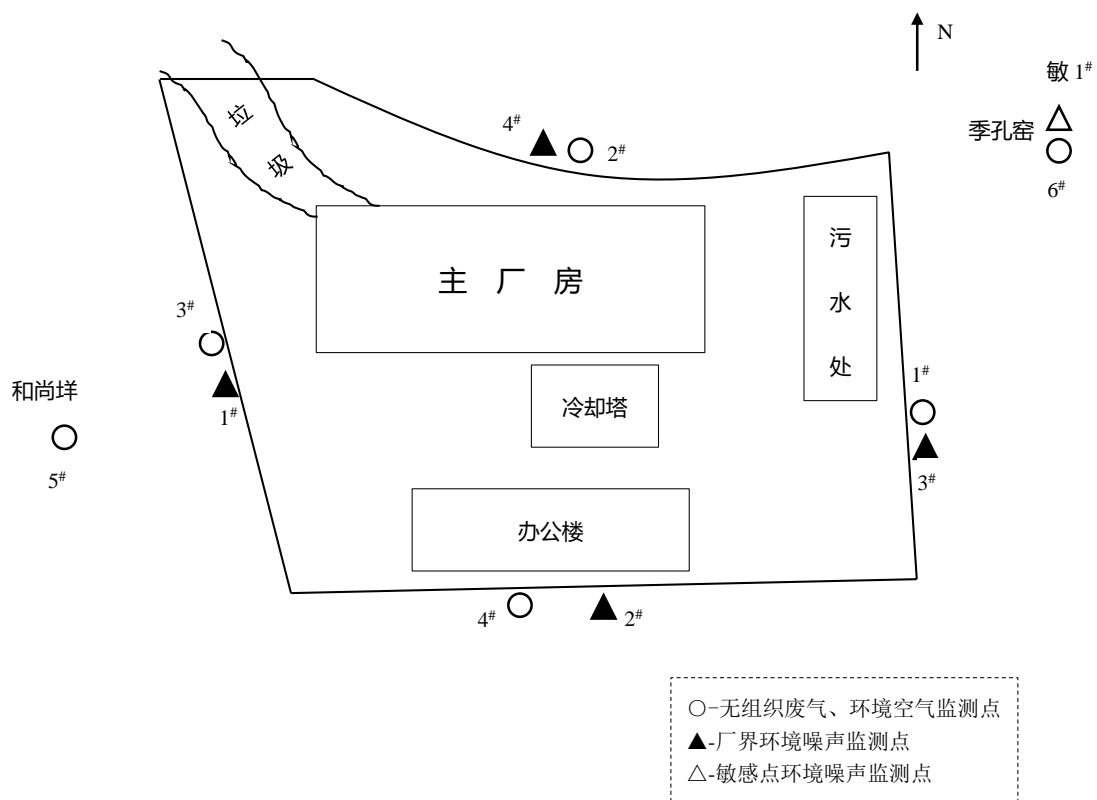 N
敏 1#
4#
2#
季孔窑
6#
垃
圾
污
水
处
主 厂 房
3#
1#
和尚垟
1#
冷却塔
5#
3#
办公楼
4#
2#
○-无组织废气、环境空气监测点
▲-厂界环境噪声监测点
△-敏感点环境噪声监测点